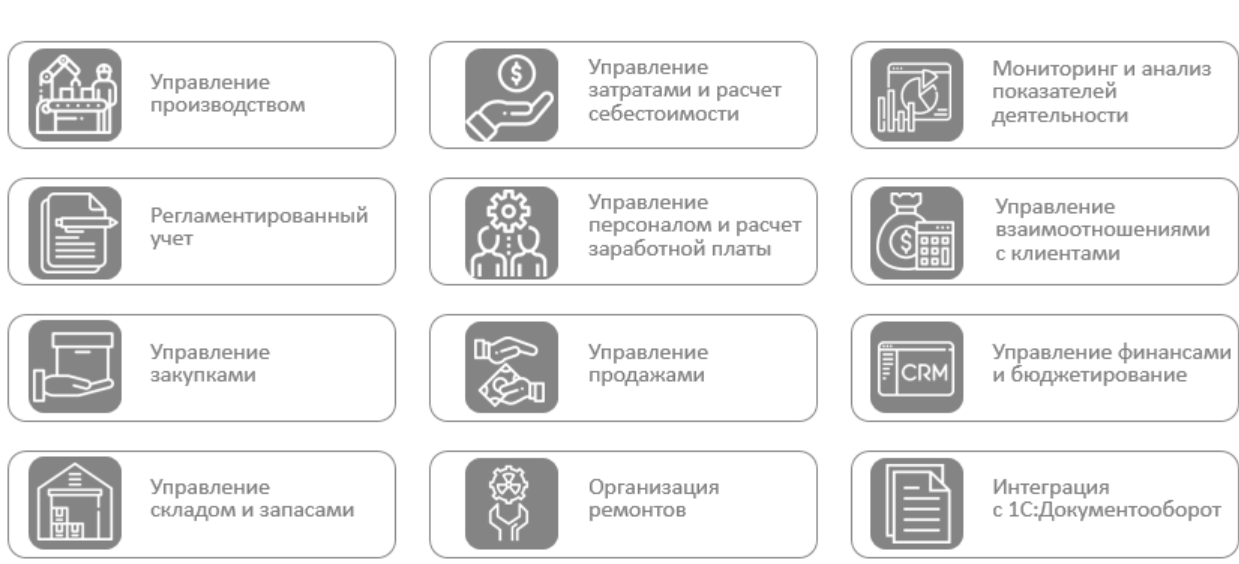 Управление
производством
Управление
затратами и расчет
себестоимости
Мониторинг и анализ
показателей
деятельности
Регламентированный
учет
Управление
персоналом и расчет
заработной платы
Управление
взаимоотношениями
с клиентами
Управление
закупками
Управление
продажами
CRM
Управление финансами
и бюджетирование
Управление
складом и запасами
Организация
ремонтов
Интеграция
с 1С:Документооборот